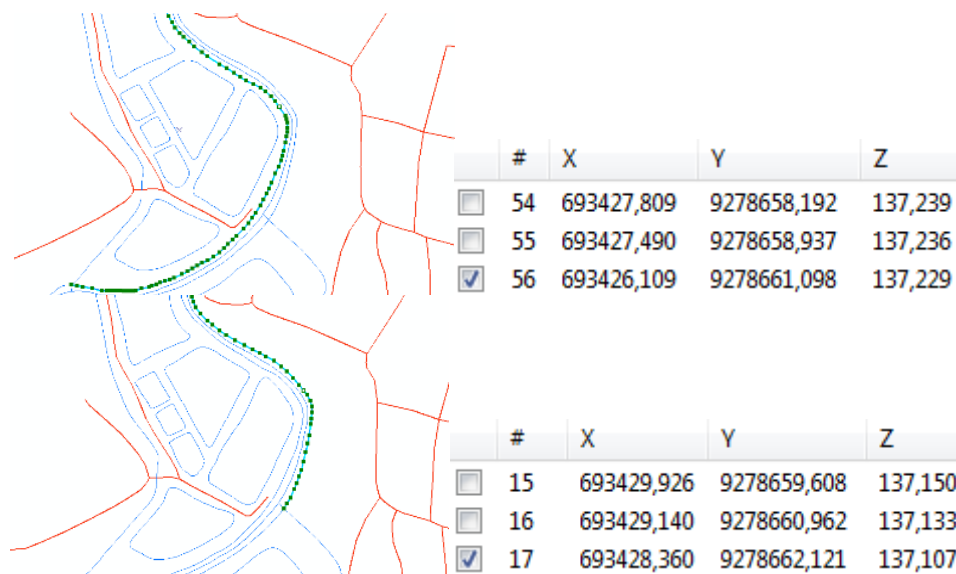 # X Y Z
54 693427,809 9278658,192 137,239
55 693427,490 9278658,937 137,236
56 693426,109 9278661,098 137,229
# X Y Z
15 693429,926 9278659,608 137,150
16 693429,140 9278660,962 137,133
17 693428,360 9278662,121 137,107